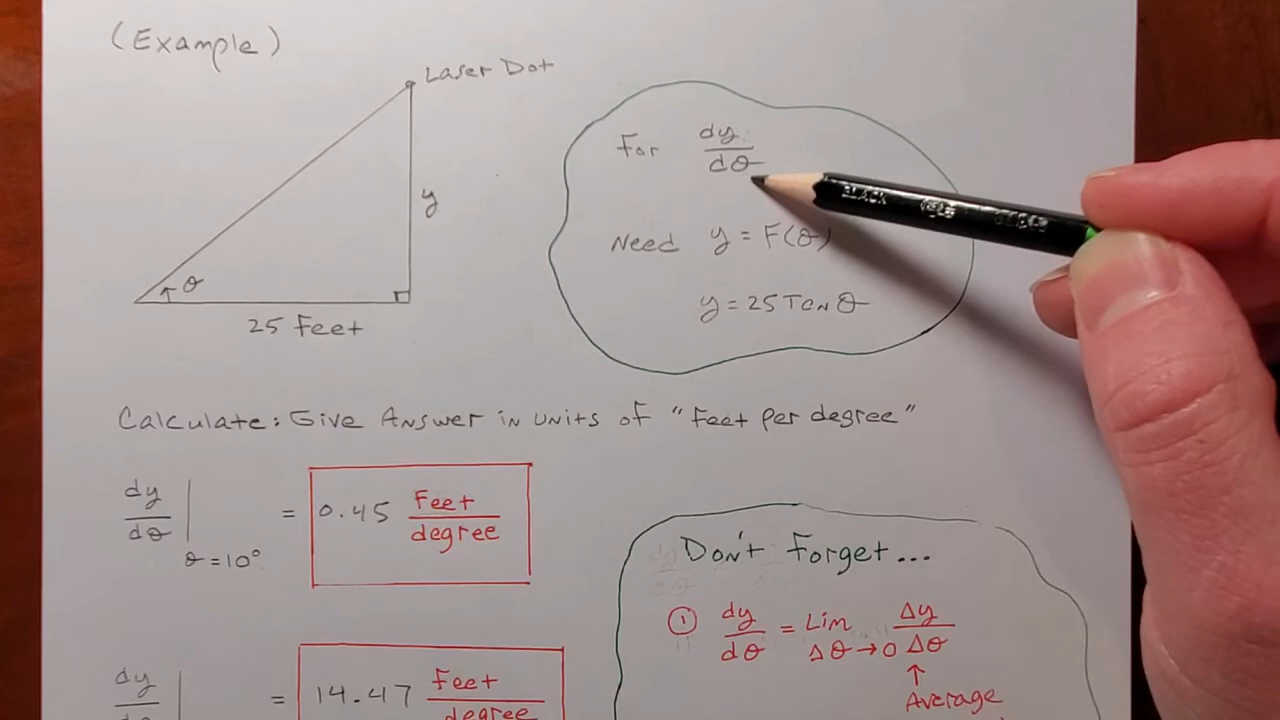 (Example)
Laser Dot
y
θ
25 Feet
For dy/dθ
Need y = F(θ)
y = 25 Tan θ
BLACK
Calculate: Give Answer in units of "Feet per degree"
dy/dθ | θ = 10° = 0.45 Feet/degree
Don't Forget...
① dy/dθ = Lim Δθ→0 Δy/Δθ
↑
Average
dy = 14.47 Feet/degree